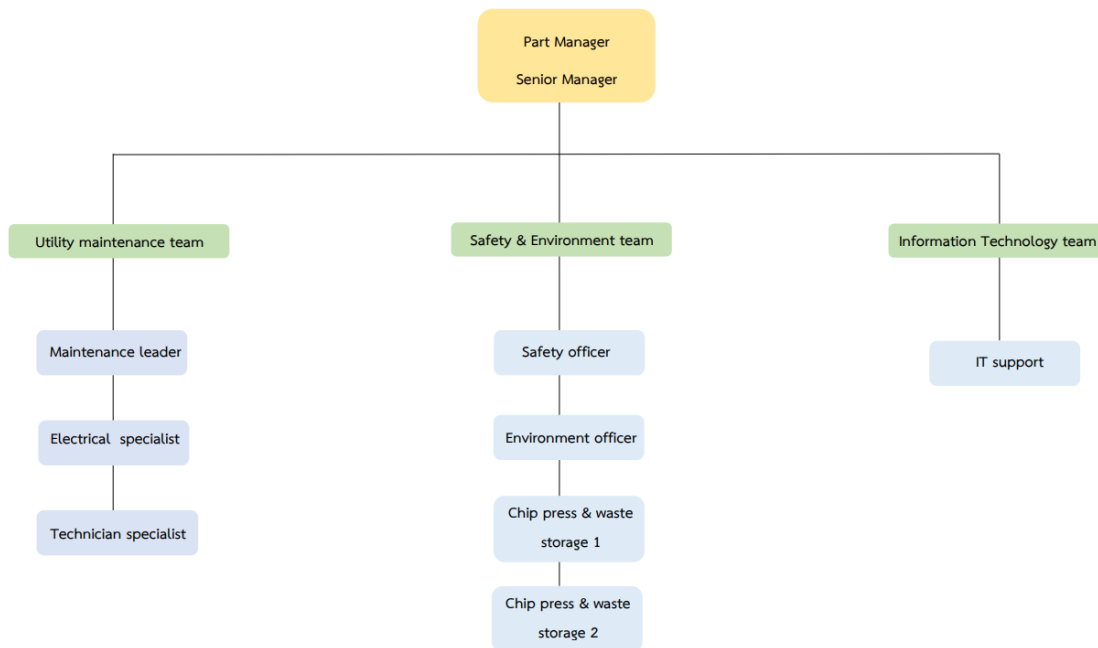 Part Manager
Senior Manager
Utility maintenance team
Safety & Environment team
Information Technology team
Maintenance leader
Safety officer
IT support
Electrical specialist
Environment officer
Technician specialist
Chip press & waste
storage 1
Chip press & waste
storage 2